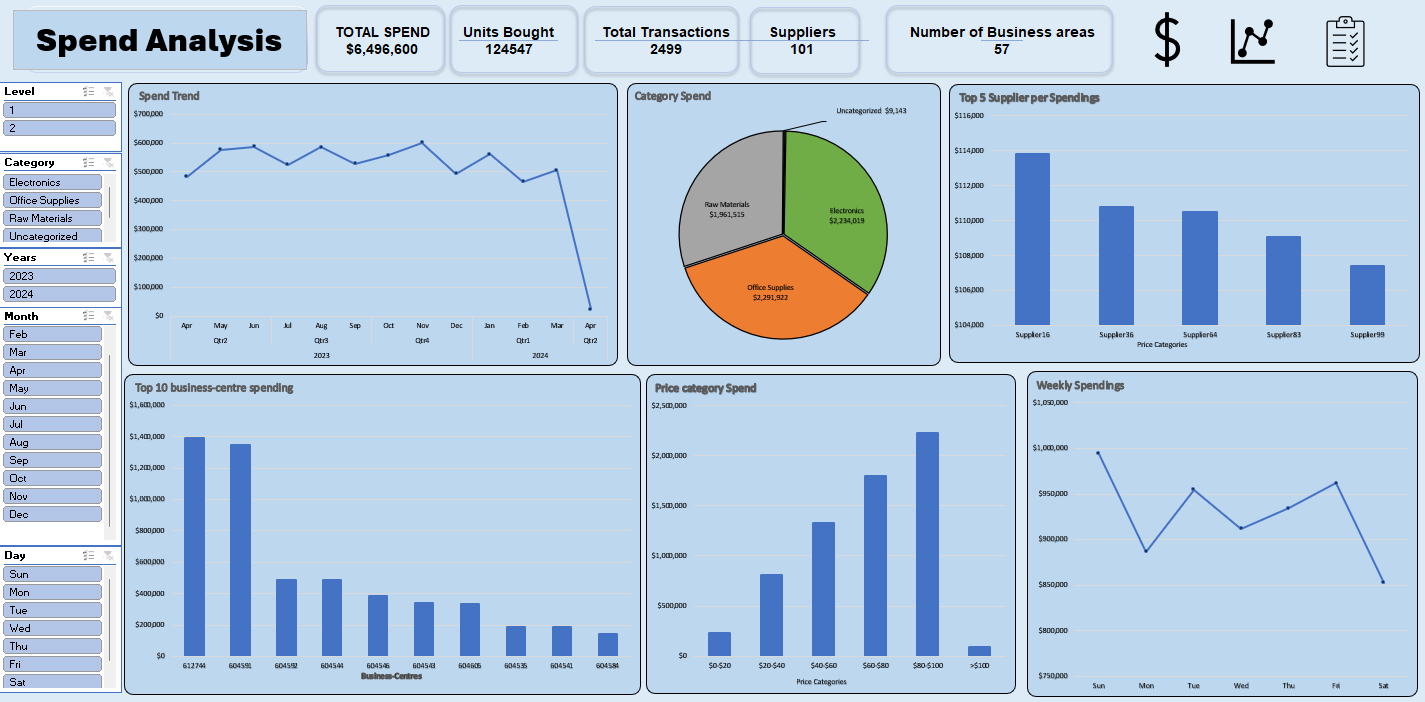 Spend Analysis
TOTAL SPEND
$6,496,600
Units Bought
124547
Total Transactions
2499
Suppliers
101
Number of Business areas
57
Level
1
2
Category
Electronics
Office Supplies
Raw Materials
Uncategorized
Years
2023
2024
Month
Feb
Mar
Apr
May
Jun
Jul
Aug
Sep
Oct
Nov
Dec
Day
Sun
Mon
Tue
Wed
Thu
Fri
Sat
Spend Trend
$700,000
$600,000
$500,000
$400,000
$300,000
$200,000
$100,000
$0
Apr May Jun Jul Aug Sep Oct Nov Dec Jan Feb Mar Apr
Qtr2 Qtr3 Qtr4 Qtr1 Qtr2
2023 2024
Category Spend
Uncategorized $9,143
Raw Materials
$1,961,515
Electronics
$2,234,019
Office Supplies
$2,291,922
Top 5 Supplier per Spendings
$116,000
$114,000
$112,000
$110,000
$108,000
$106,000
$104,000
Supplier16 Supplier36 Supplier64 Supplier83 Supplier99
Price Categories
Top 10 business-centre spending
$1,600,000
$1,400,000
$1,200,000
$1,000,000
$800,000
$600,000
$400,000
$200,000
$0
612744 604591 604592 604544 604546 604543 604605 604535 604541 604584
Business-Centres
Price category Spend
$2,500,000
$2,000,000
$1,500,000
$1,000,000
$500,000
$0
$0-$20 $20-$40 $40-$60 $60-$80 $80-$100 >$100
Price Categories
Weekly Spendings
$1,050,000
$1,000,000
$950,000
$900,000
$850,000
$800,000
$750,000
Sun Mon Tue Wed Thu Fri Sat